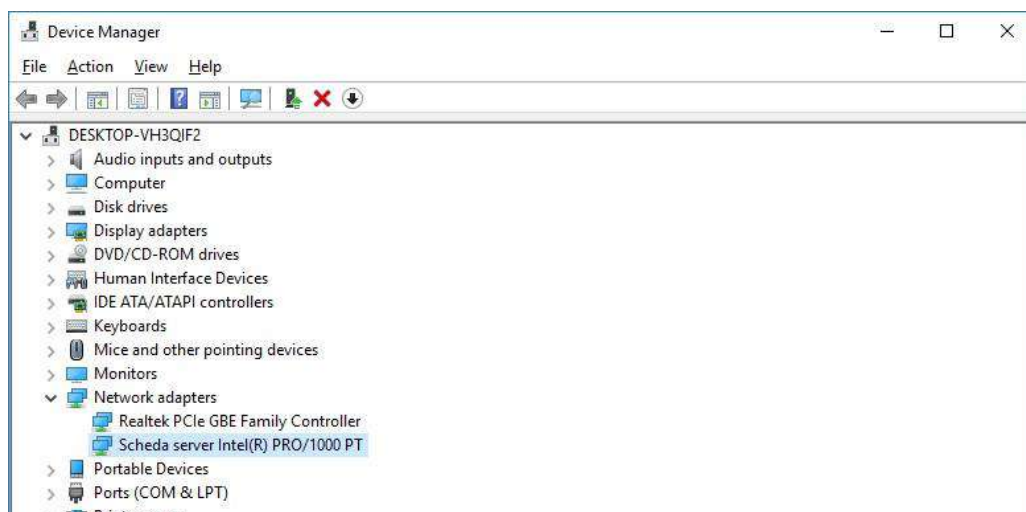 Device Manager
File Action View Help
DESKTOP-VH3QIF2
Audio inputs and outputs
Computer
Disk drives
Display adapters
DVD/CD-ROM drives
Human Interface Devices
IDE ATA/ATAPI controllers
Keyboards
Mice and other pointing devices
Monitors
Network adapters
Realtek PCIe GBE Family Controller
Scheda server Intel(R) PRO/1000 PT
Portable Devices
Ports (COM & LPT)